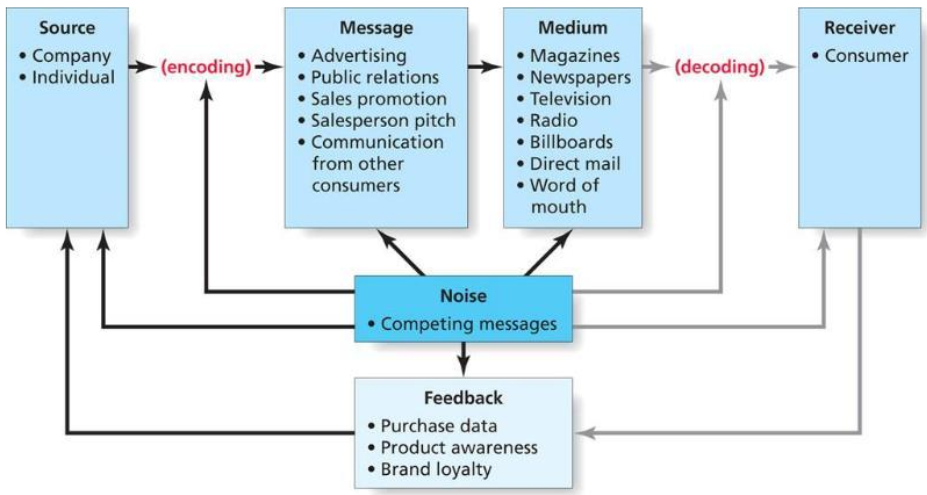 Source
• Company
• Individual
(encoding)
Message
• Advertising
• Public relations
• Sales promotion
• Salesperson pitch
• Communication
from other
consumers
Medium
• Magazines
• Newspapers
• Television
• Radio
• Billboards
• Direct mail
• Word of
mouth
(decoding)
Receiver
• Consumer
Noise
• Competing messages
Feedback
• Purchase data
• Product awareness
• Brand loyalty